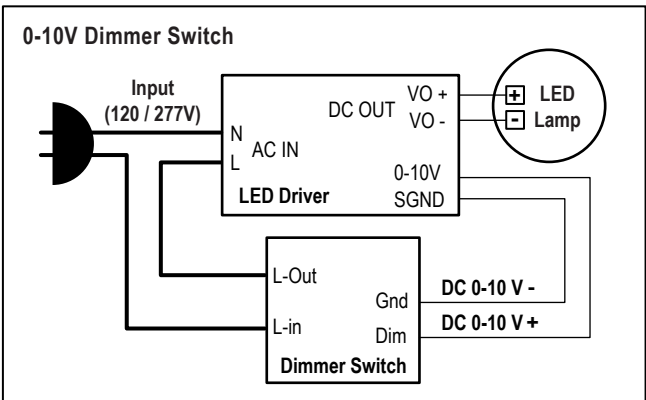 0-10V Dimmer Switch
Input
(120 / 277V)
N
L
AC IN
DC OUT
VO +
VO -
0-10V
SGND
LED Driver
+ LED
- Lamp
L-Out
L-in
Gnd
Dim
Dimmer Switch
DC 0-10 V -
DC 0-10 V +